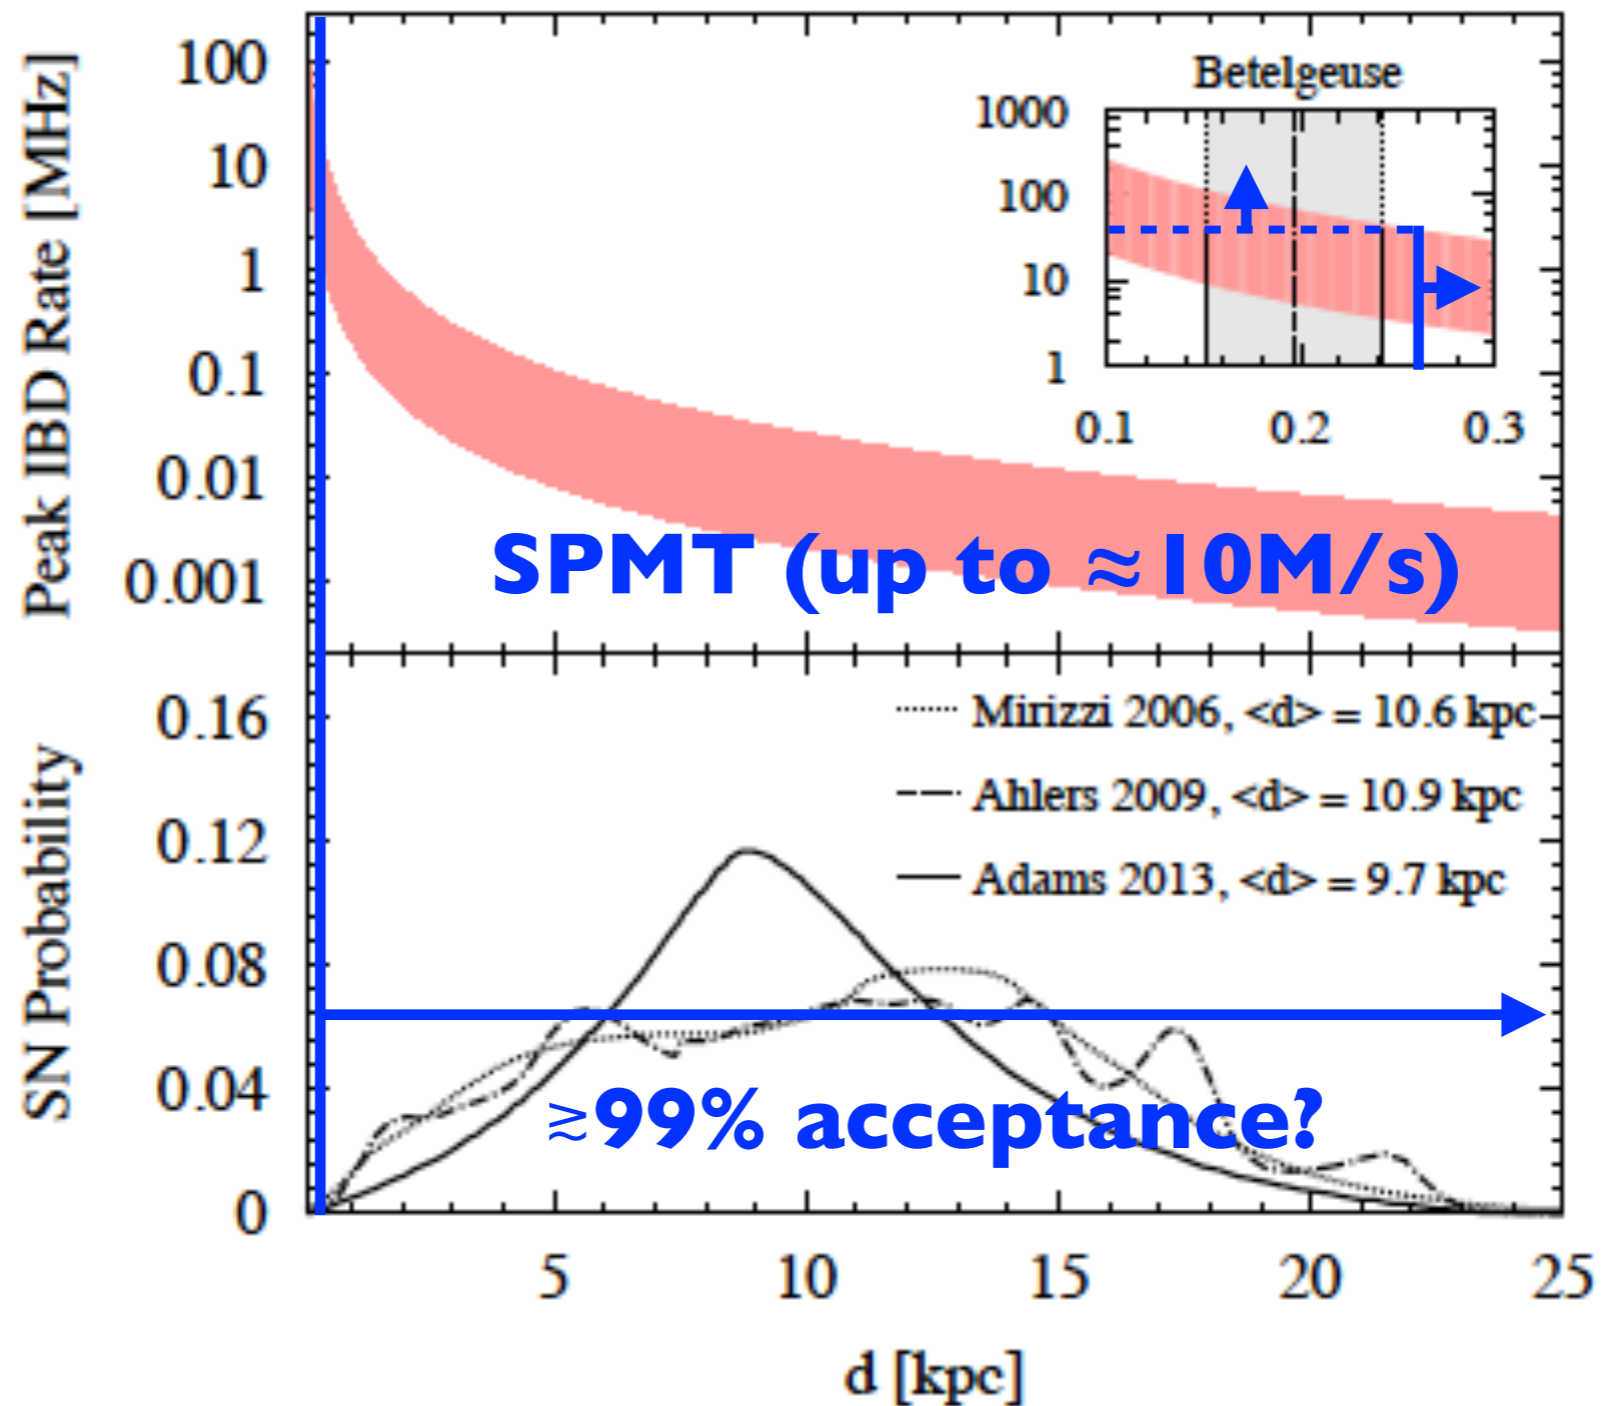 Peak IBD Rate [MHz]
100
10
1
0.1
0.01
0.001
Betelgeuse
1000
100
10
1
0.1 0.2 0.3
SPMT (up to ≈10M/s)
SN Probability
0.16
0.12
0.08
0.04
0
Mirizzi 2006, <d> = 10.6 kpc
Ahlers 2009, <d> = 10.9 kpc
Adams 2013, <d> = 9.7 kpc
≳99% acceptance?
5 10 15 20 25
d [kpc]